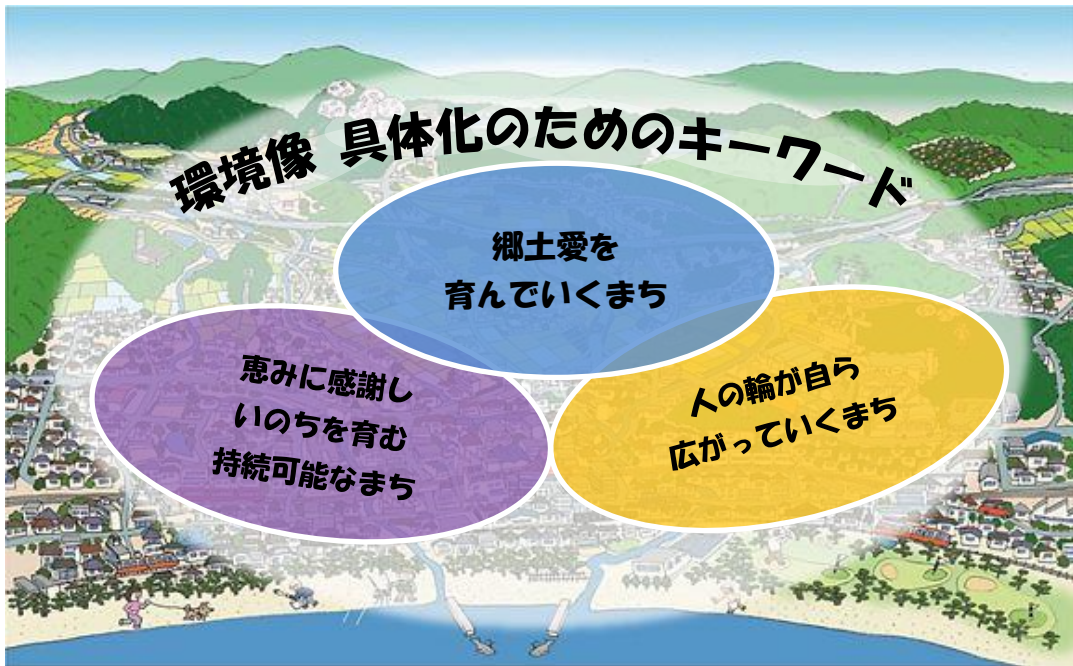 環境像 具体化のためのキーワード
郷土愛を
育んでいくまち
恵みに感謝し
いのちを育む
持続可能なまち
人の輪が自ら
広がっていくまち